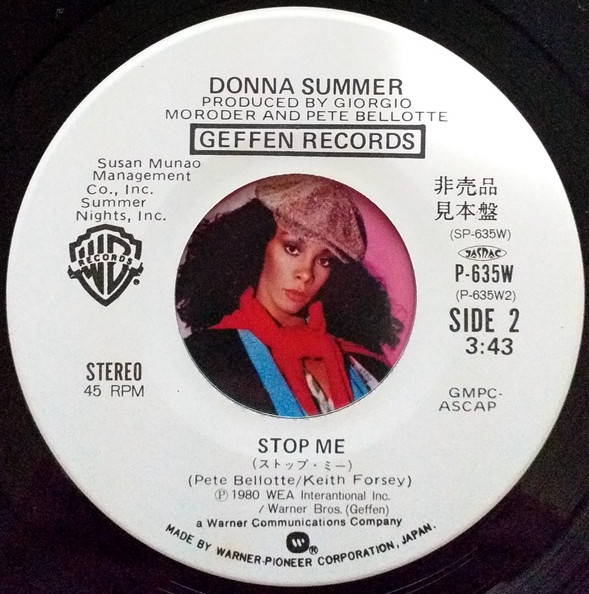 DONNA SUMMER
PRODUCED BY GIORGIO
MORODER AND PETE BELLOTTE
GEFFEN RECORDS
Susan Munao
Management
Co., Inc.
Summer
Nights, Inc.
WB
RECORDS
®
STEREO
45 RPM
非売品
見本盤
(SP-635W)
JASRAC
P-635W
(P-635W2)
SIDE 2
3:43
GMPC-
ASCAP
STOP ME
(ストップ・ミー)
(Pete Bellotte/Keith Forsey)
Ⓟ 1980 WEA Interantional Inc.
/ Warner Bros. (Geffen)
a Warner Communications Company
®
MADE BY WARNER-PIONEER CORPORATION, JAPAN.